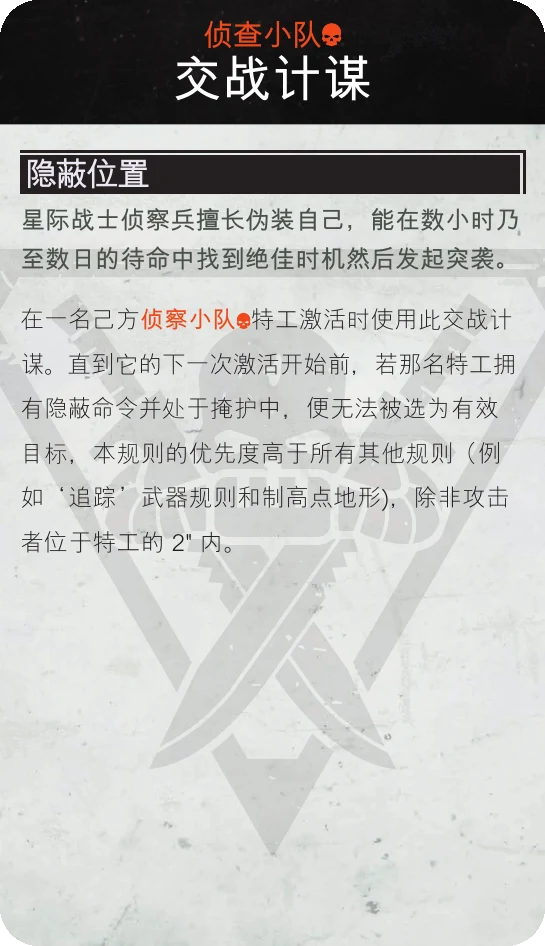 侦查小队
交战计谋
隐蔽位置
星际战士侦察兵擅长伪装自己，能在数小时乃
至数日的待命中找到绝佳时机然后发起突袭。
在一名己方侦察小队特工激活时使用此交战计
谋。直到它的下一次激活开始前，若那名特工拥
有隐蔽命令并处于掩护中，便无法被选为有效
目标，本规则的优先度高于所有其他规则（例
如‘追踪’武器规则和制高点地形)，除非攻击
者位于特工的 2" 内。